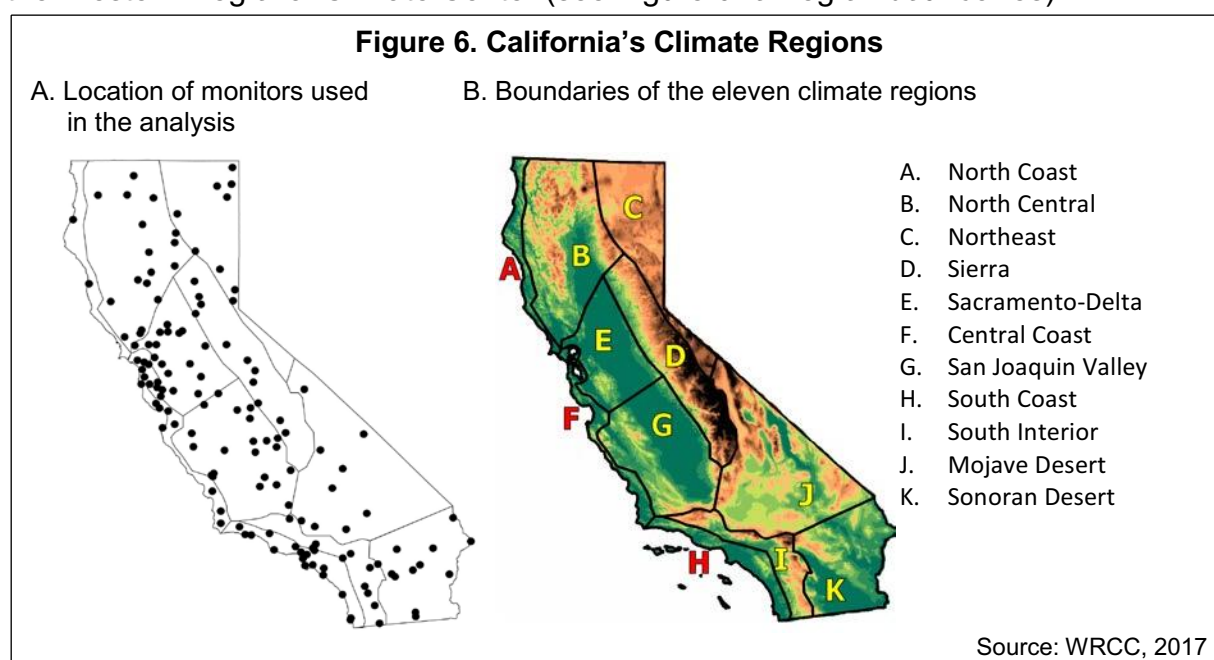 Figure 6. California's Climate Regions
A. Location of monitors used
in the analysis
B. Boundaries of the eleven climate regions
A
B
C
D
E
F
G
H
I
J
K
A. North Coast
B. North Central
C. Northeast
D. Sierra
E. Sacramento-Delta
F. Central Coast
G. San Joaquin Valley
H. South Coast
I. South Interior
J. Mojave Desert
K. Sonoran Desert
Source: WRCC, 2017